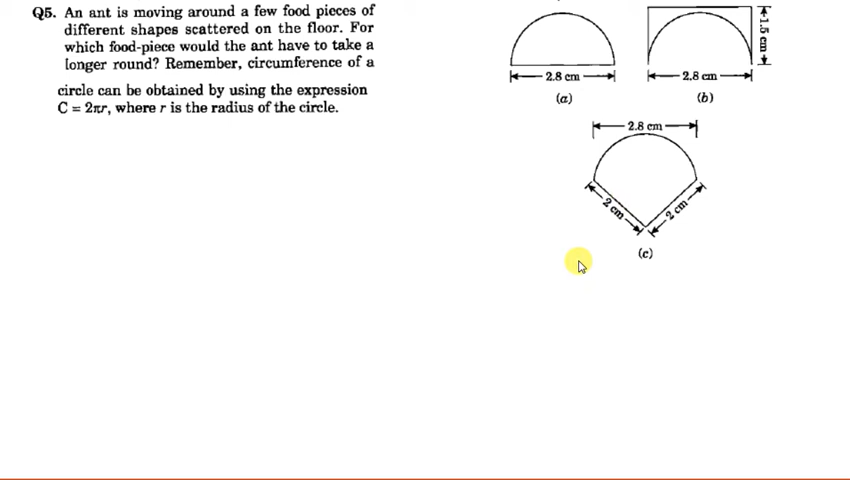 Q5. An ant is moving around a few food pieces of
different shapes scattered on the floor. For
which food-piece would the ant have to take a
longer round? Remember, circumference of a
circle can be obtained by using the expression
C = 2πr, where r is the radius of the circle.
1.5 cm
2.8 cm
2.8 cm
(a)
(b)
2.8 cm
2 cm
2 cm
(c)